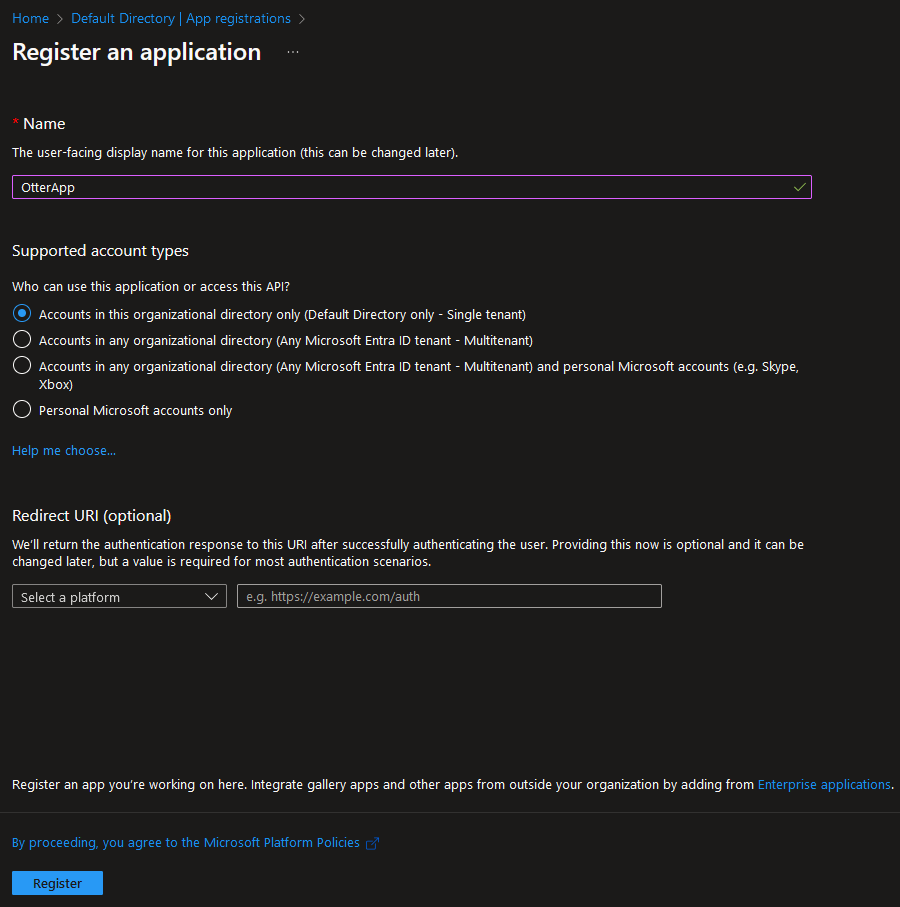 Home > Default Directory | App registrations >
Register an application ...
* Name
The user-facing display name for this application (this can be changed later).
OtterApp
Supported account types
Who can use this application or access this API?
Accounts in this organizational directory only (Default Directory only - Single tenant)
Accounts in any organizational directory (Any Microsoft Entra ID tenant - Multitenant)
Accounts in any organizational directory (Any Microsoft Entra ID tenant - Multitenant) and personal Microsoft accounts (e.g. Skype,
Xbox)
Personal Microsoft accounts only
Help me choose...
Redirect URI (optional)
We'll return the authentication response to this URI after successfully authenticating the user. Providing this now is optional and it can be
changed later, but a value is required for most authentication scenarios.
Select a platform
e.g. https://example.com/auth
Register an app you're working on here. Integrate gallery apps and other apps from outside your organization by adding from Enterprise applications.
By proceeding, you agree to the Microsoft Platform Policies
Register